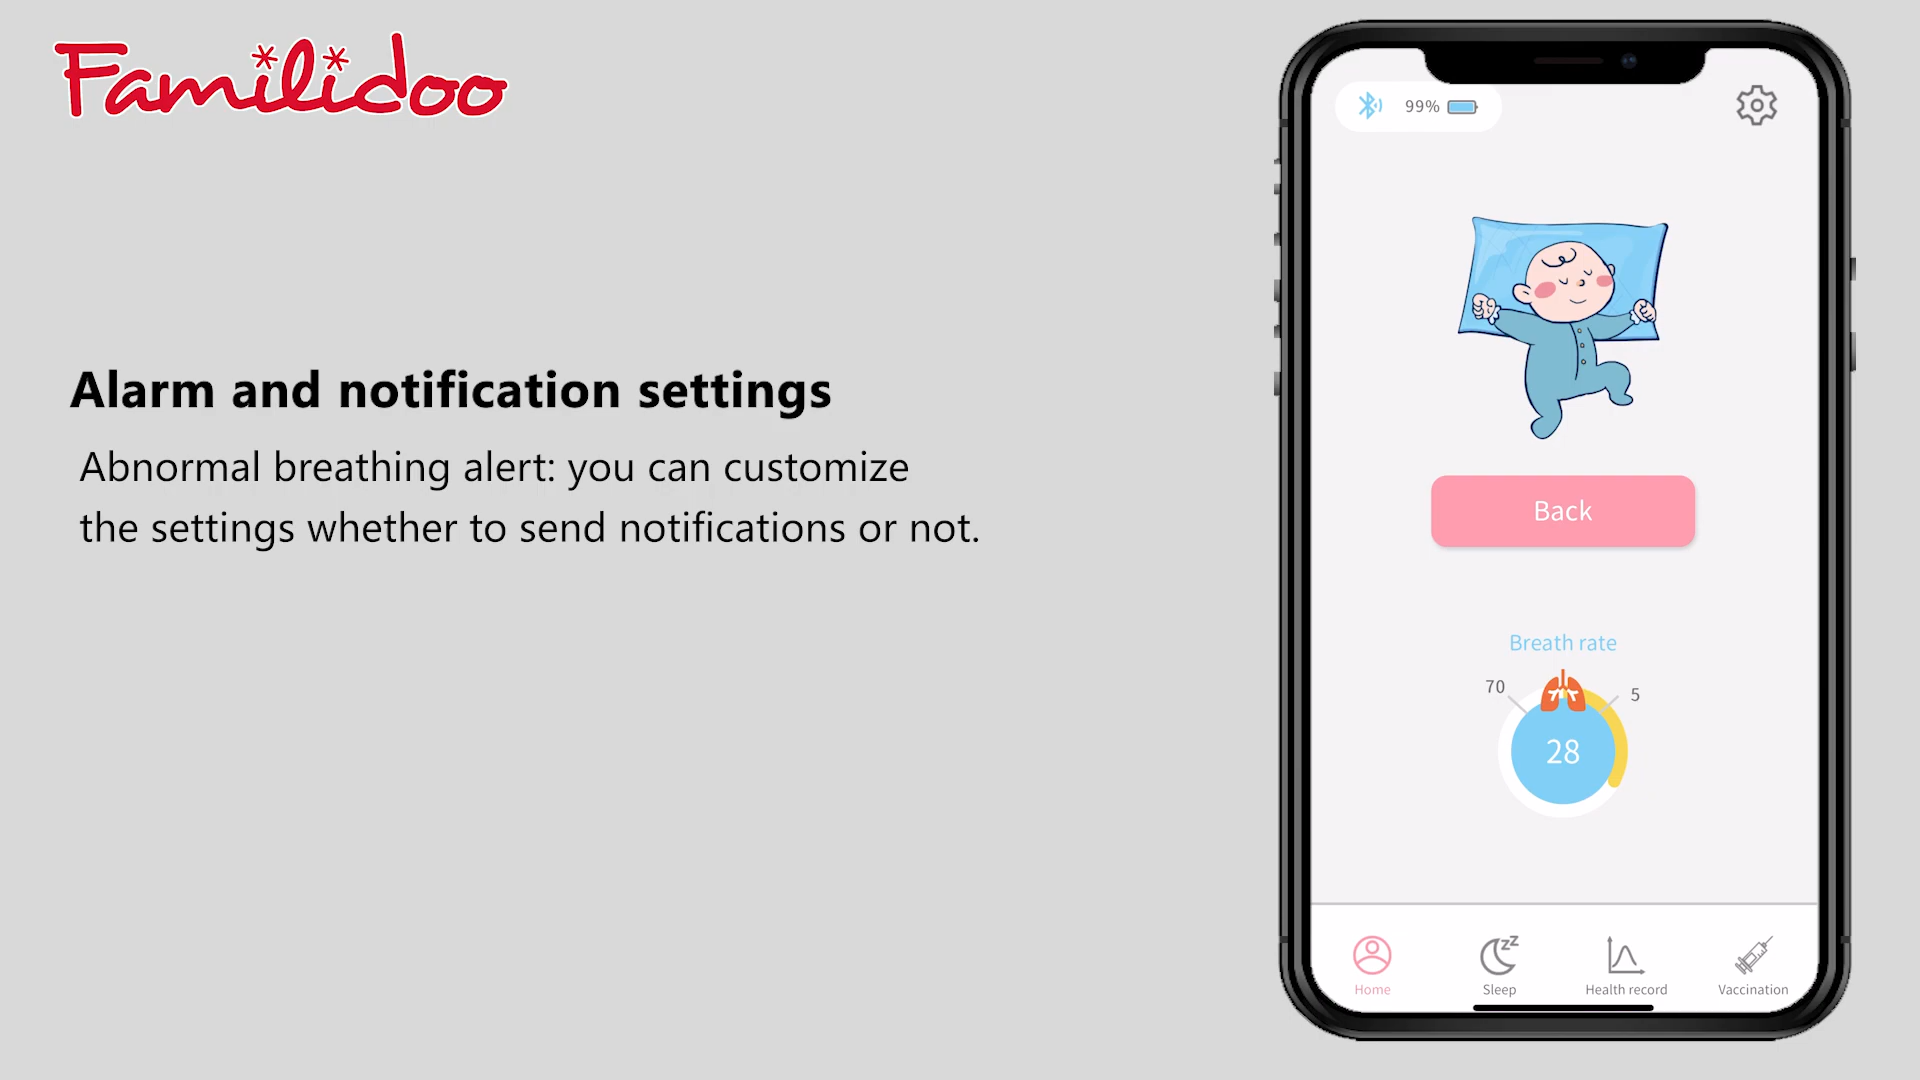 Familidoo
Alarm and notification settings
Abnormal breathing alert: you can customize
the settings whether to send notifications or not.
99%
Back
Breath rate
70
5
28
zz
Home
Sleep
Health record
Vaccination